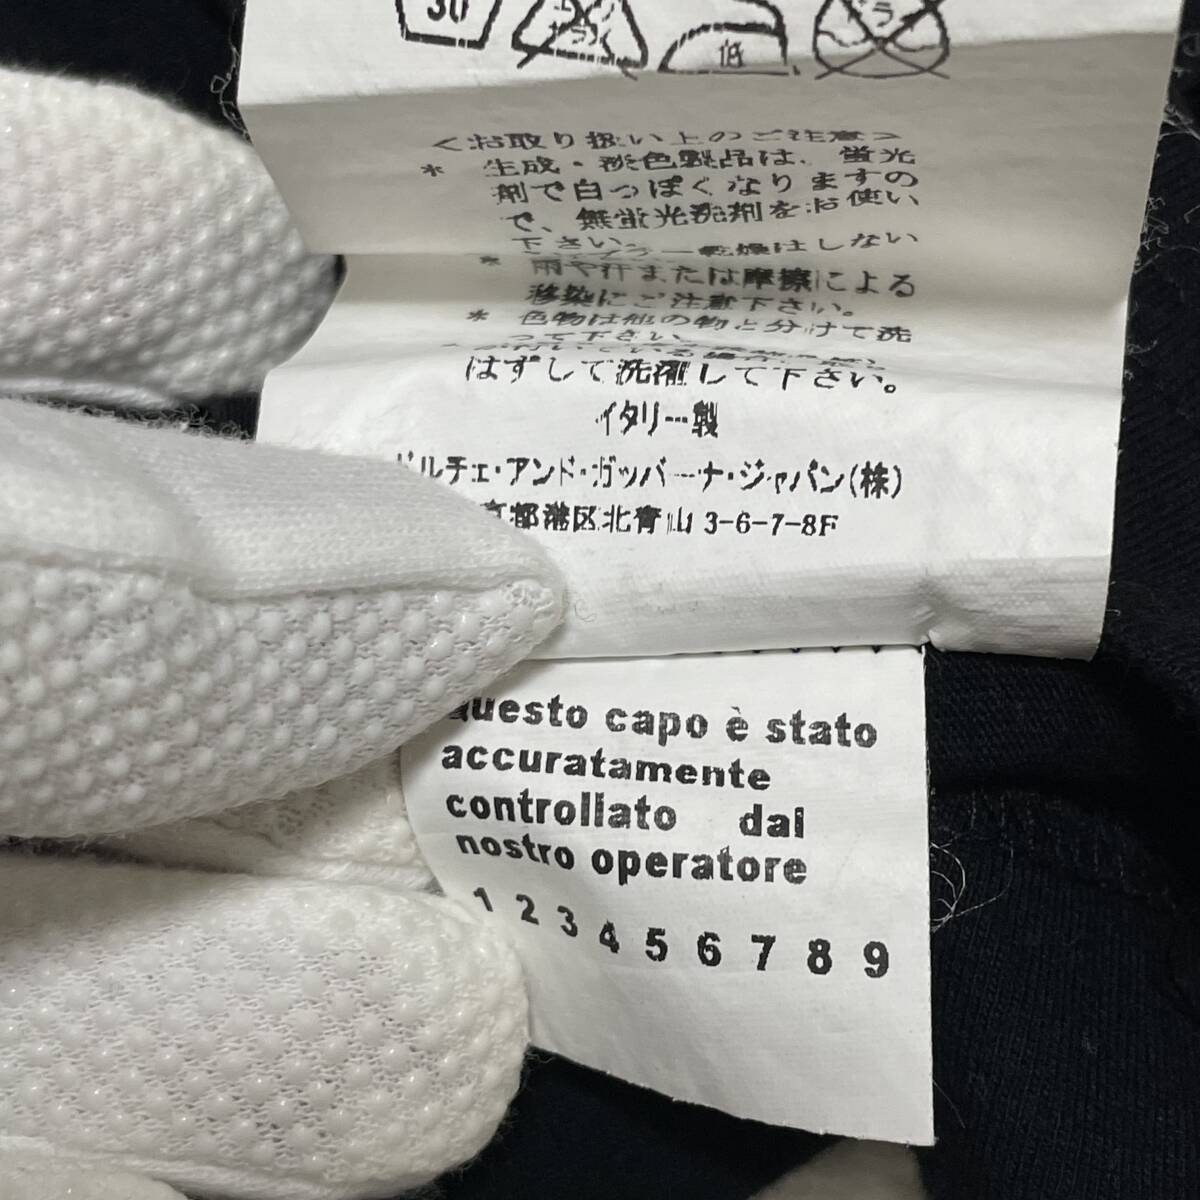 30
低
<お取り扱い上のご注意>
* 生成・淡色製品は、蛍光
剤で白っぽくなりますの
で、無蛍光洗剤をお使い
下さい。
乾燥はしない
* 雨や汗または摩擦による
移染にご注意下さい。
* 色物は他の物と分けて洗
って下さい。
はずして洗濯して下さい。
イタリー製
ドルチェ・アンド・ガッバーナ・ジャパン(株)
京都港区北青山 3-6-7-8F
questo capo è stato
accuratamente
controllato dal
nostro operatore
1 2 3 4 5 6 7 8 9